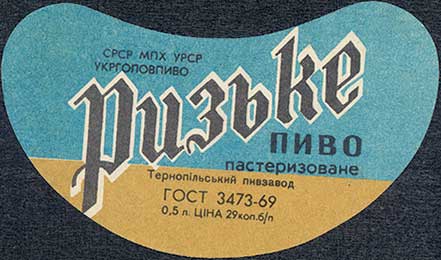 СРСР МПХ УРСР
УКРГОЛОВПИВО
Ризьке
ПИВО
пастеризоване
Тернопільський пивзавод
ГОСТ 3473-69
0,5 л. ЦІНА 29коп.б/п